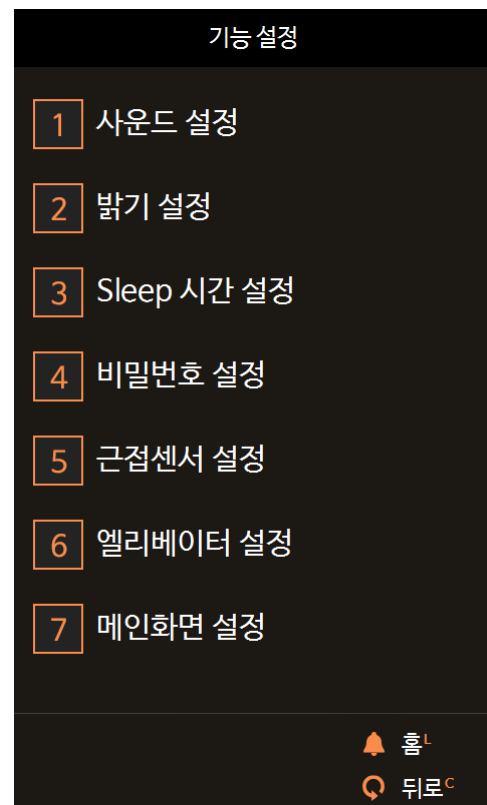 기능 설정
1 사운드 설정
2 밝기 설정
3 Sleep 시간 설정
4 비밀번호 설정
5 근접센서 설정
6 엘리베이터 설정
7 메인화면 설정
홈L
뒤로C